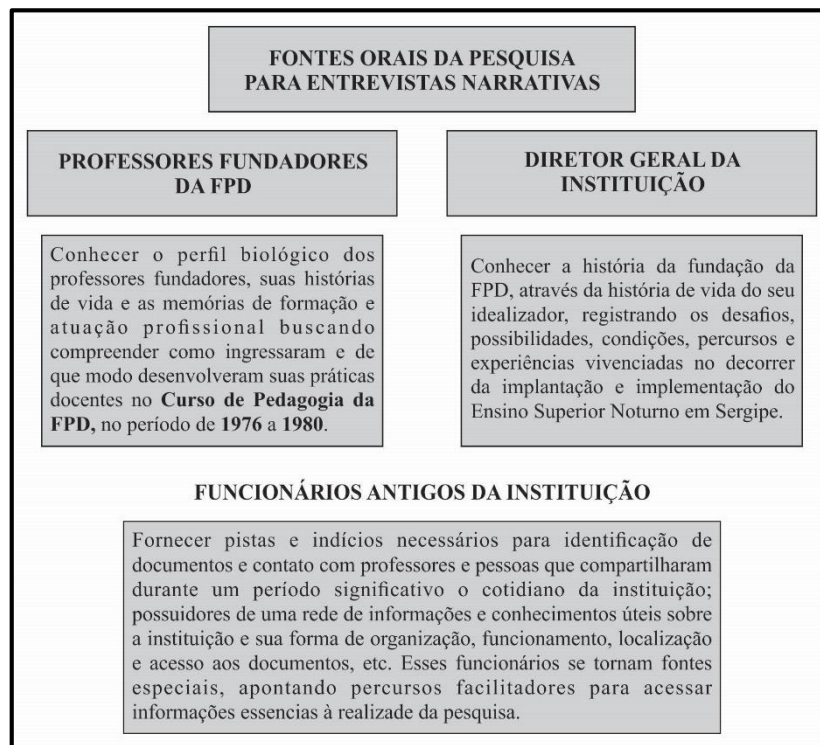 FONTES ORAIS DA PESQUISA
PARA ENTREVISTAS NARRATIVAS
PROFESSORES FUNDADORES
DA FPD
DIRETOR GERAL DA
INSTITUIÇÃO
Conhecer o perfil biológico dos
professores fundadores, suas histórias
de vida e as memórias de formação e
atuação profissional buscando
compreender como ingressaram e de
que modo desenvolveram suas práticas
docentes no Curso de Pedagogia da
FPD, no período de 1976 a 1980.
Conhecer a história da fundação da
FPD, através da história de vida do seu
idealizador, registrando os desafios,
possibilidades, condições, percursos e
experiências vivenciadas no decorrer
da implantação e implementação do
Ensino Superior Noturno em Sergipe.
FUNCIONÁRIOS ANTIGOS DA INSTITUIÇÃO
Fornecer pistas e indícios necessários para identificação de
documentos e contato com professores e pessoas que compartilharam
durante um período significativo o cotidiano da instituição;
possuidores de uma rede de informações e conhecimentos úteis sobre
a instituição e sua forma de organização, funcionamento, localização
e acesso aos documentos, etc. Esses funcionários se tornam fontes
especiais, apontando percursos facilitadores para acessar
informações essencias à realizade da pesquisa.